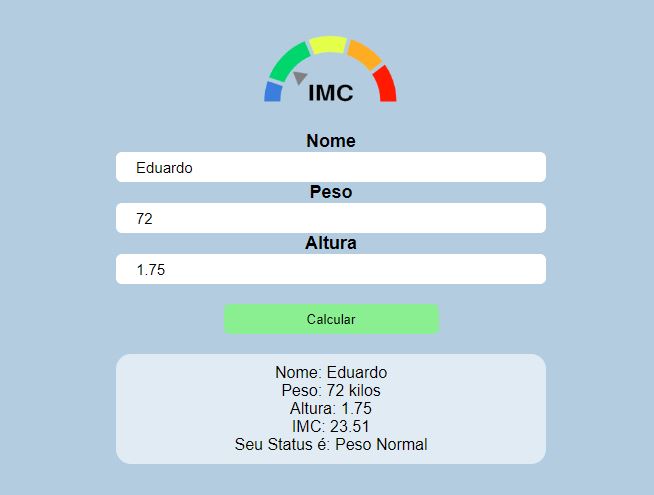 IMC
Nome
Eduardo
Peso
72
Altura
1.75
Calcular
Nome: Eduardo
Peso: 72 kilos
Altura: 1.75
IMC: 23.51
Seu Status é: Peso Normal